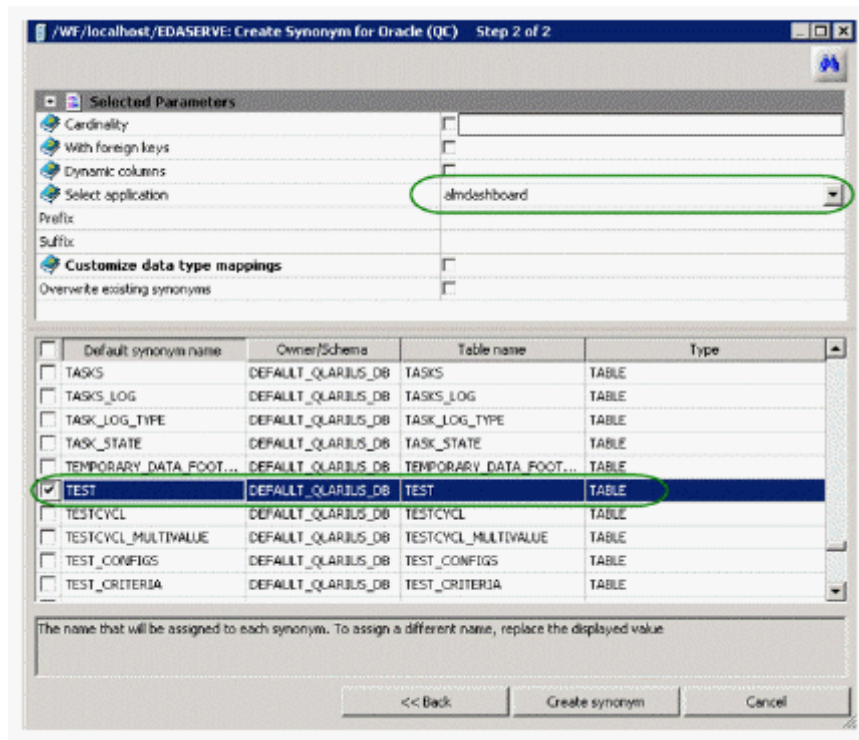 /WF/localhost/EDASERVE: Create Synonym for Oracle (QC) Step 2 of 2
Selected Parameters
Cardinality
With foreign keys
Dynamic columns
Select application almdashboard
Prefix
Suffix
Customize data type mappings
Overwrite existing synonyms
Default synonym name Owner/Schema Table name Type
TASKS DEFAULT_QLARIUS_DB TASKS TABLE
TASKS_LOG DEFAULT_QLARIUS_DB TASKS_LOG TABLE
TASK_LOG_TYPE DEFAULT_QLARIUS_DB TASK_LOG_TYPE TABLE
TASK_STATE DEFAULT_QLARIUS_DB TASK_STATE TABLE
TEMPORARY_DATA_FOOT... DEFAULT_QLARIUS_DB TEMPORARY_DATA_FOOT... TABLE
TEST DEFAULT_QLARIUS_DB TEST TABLE
TESTCYCL DEFAULT_QLARIUS_DB TESTCYCL TABLE
TESTCYCL_MULTIVALUE DEFAULT_QLARIUS_DB TESTCYCL_MULTIVALUE TABLE
TEST_CONFIGS DEFAULT_QLARIUS_DB TEST_CONFIGS TABLE
TEST_CRITERIA DEFAULT_QLARIUS_DB TEST_CRITERIA TABLE
The name that will be assigned to each synonym. To assign a different name, replace the displayed value
<< Back Create synonym Cancel